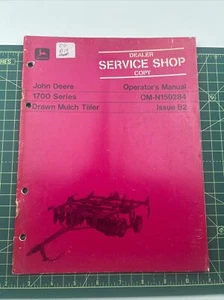 DEALER
SERVICE SHOP
COPY
John Deere
1700 Series
Drawn Mulch Tiller
Operator's Manual
OM-N159284
Issue B2